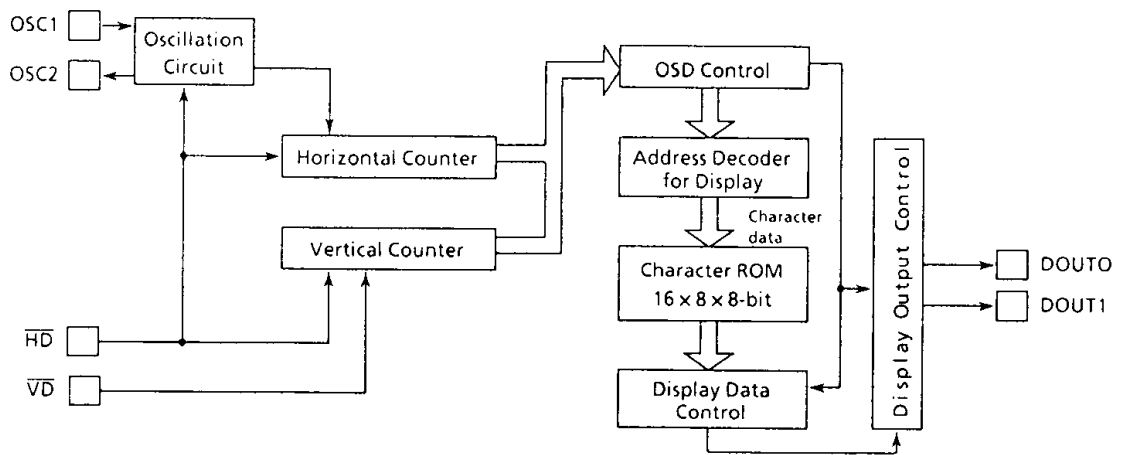 OSC1
OSC2
Oscillation
Circuit
Horizontal Counter
Vertical Counter
HD
VD
OSD Control
Address Decoder
for Display
Character
data
Character ROM
16 × 8 × 8-bit
Display Data
Control
Display Output Control
DOUT0
DOUT1